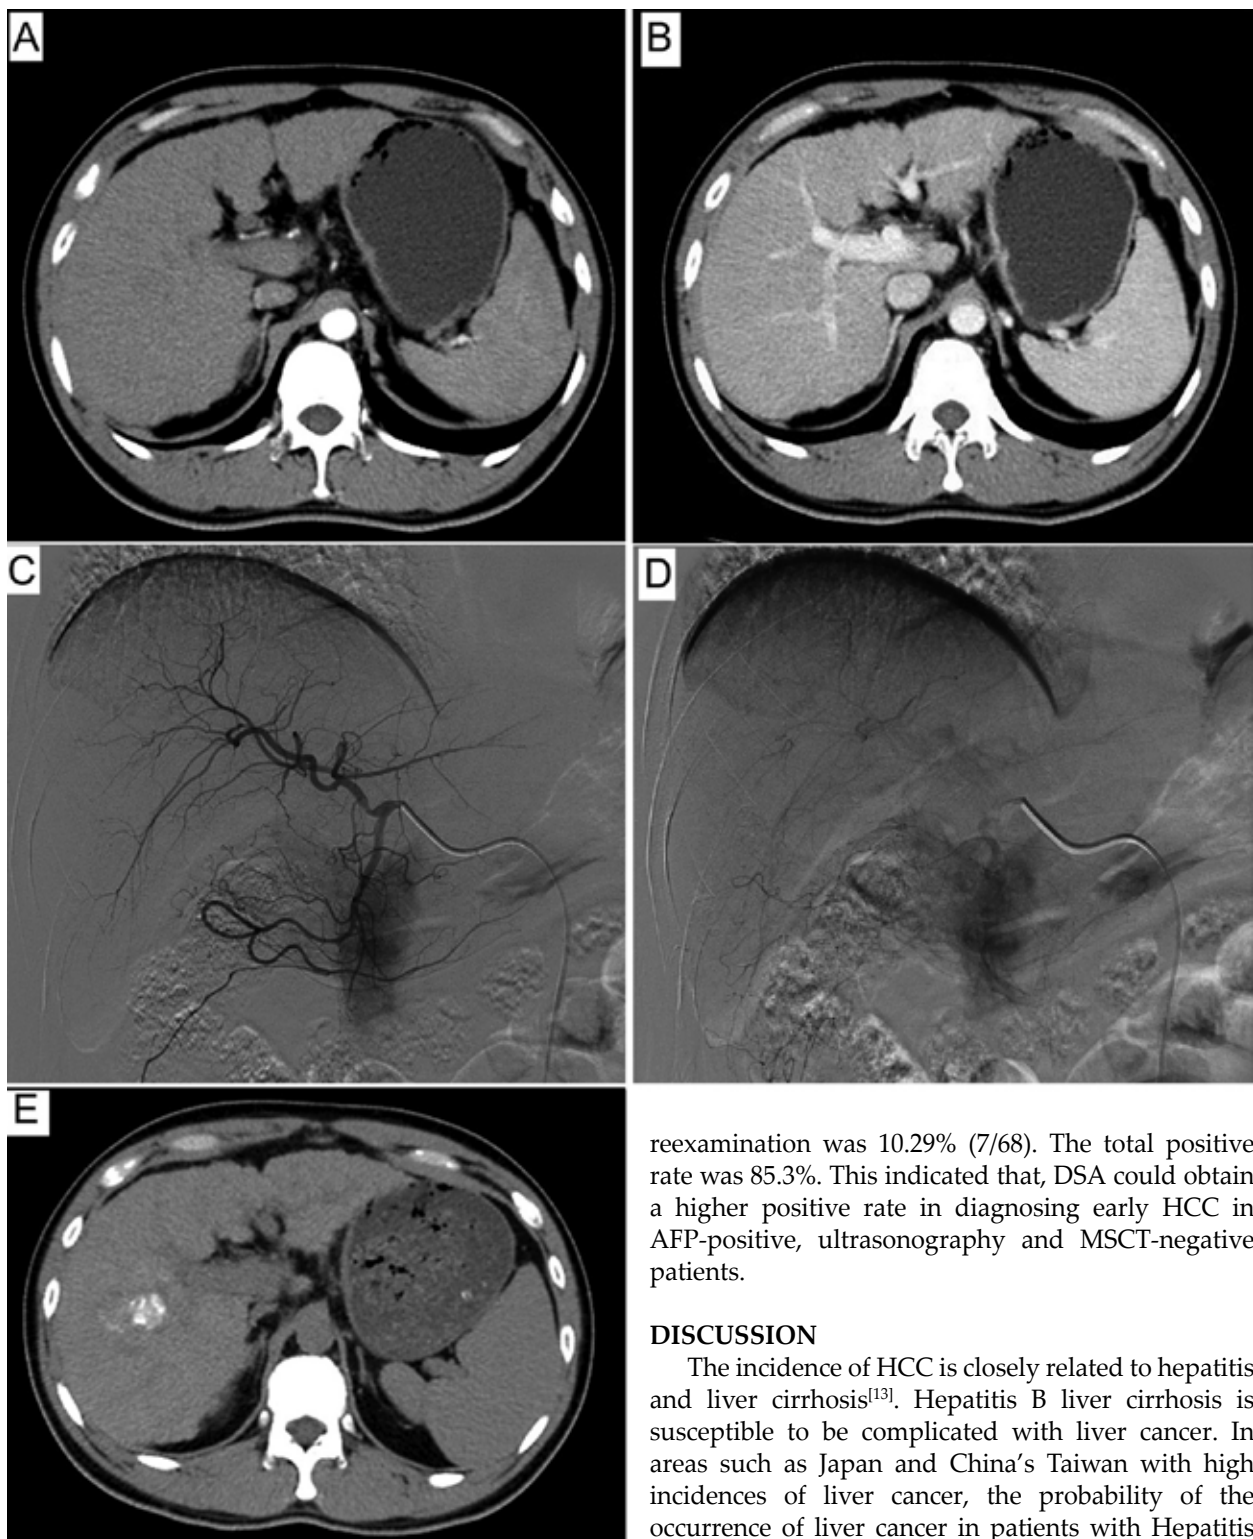 A
B
C
D
E
reexamination was 10.29% (7/68). The total positive
rate was 85.3%. This indicated that, DSA could obtain
a higher positive rate in diagnosing early HCC in
AFP-positive, ultrasonography and MSCT-negative
patients.
DISCUSSION
The incidence of HCC is closely related to hepatitis
and liver cirrhosis[13]. Hepatitis B liver cirrhosis is
susceptible to be complicated with liver cancer. In
areas such as Japan and China’s Taiwan with high
incidences of liver cancer, the probability of the
occurrence of liver cancer in patients with Hepatitis